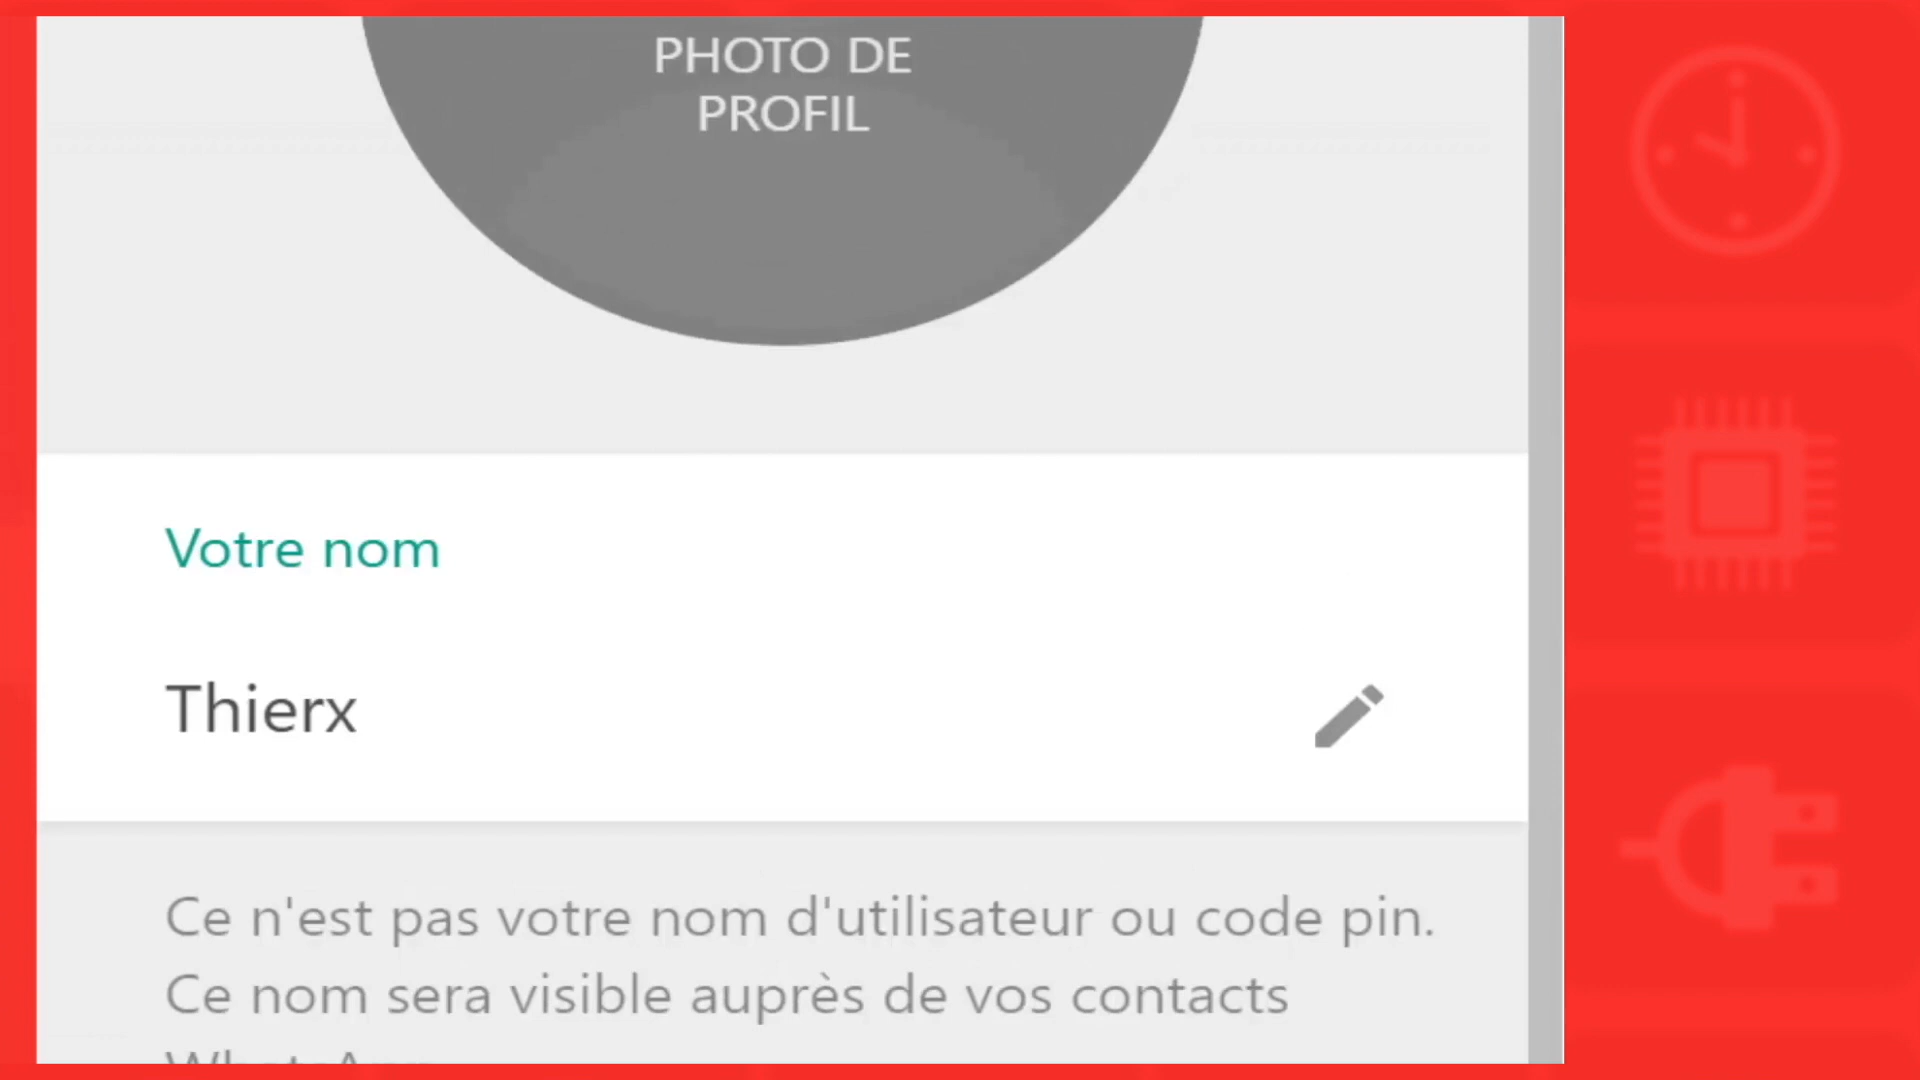 PHOTO DE
PROFIL
Votre nom
Thierx
Ce n'est pas votre nom d'utilisateur ou code pin.
Ce nom sera visible auprès de vos contacts